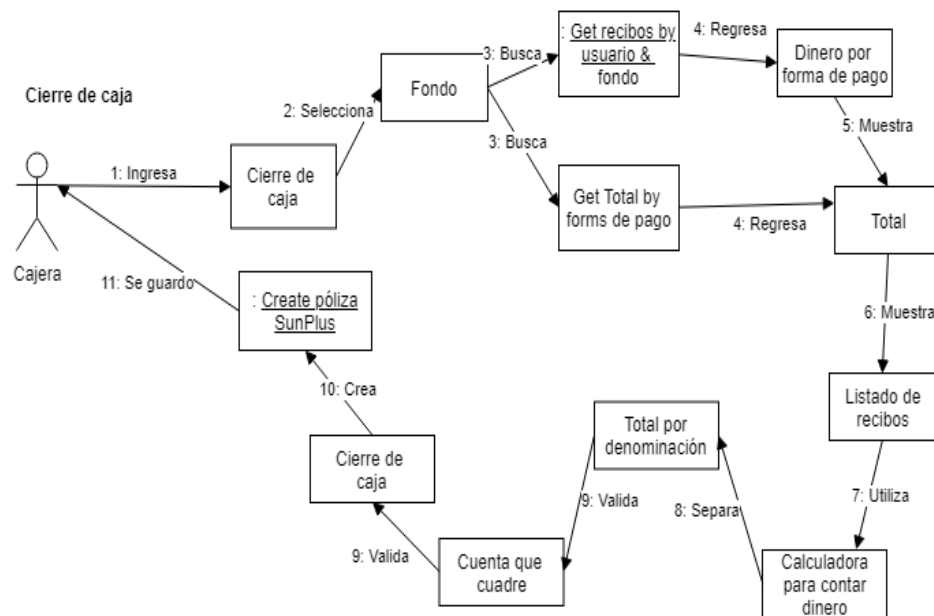 Cierre de caja
Cajera
1: Ingresa
Cierre de
caja
2: Selecciona
Fondo
3: Busca
: Get recibos by
usuario &
fondo
4: Regresa
Dinero por
forma de pago
5: Muestra
3: Busca
Get Total by
forms de pago
4: Regresa
Total
6: Muestra
Listado de
recibos
7: Utiliza
Calculadora
para contar
dinero
8: Separa
Total por
denominación
9: Valida
Cuenta que
cuadre
9: Valida
Cierre de
caja
10: Crea
: Create póliza
SunPlus
11: Se guardo